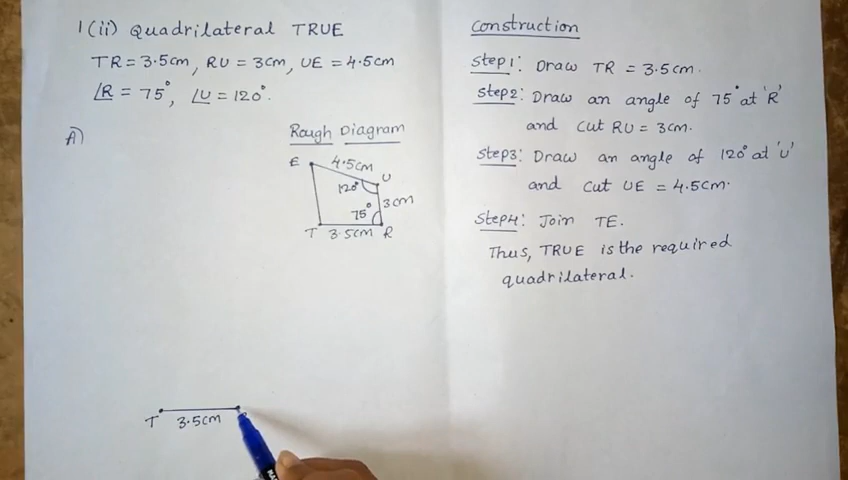 1(ii) Quadrilateral TRUE
TR = 3.5cm, RU = 3cm, UE = 4.5cm
∠R = 75°, ∠U = 120°.
A)
Rough Diagram
E 4.5cm U
120°
3cm
75°
T 3.5cm R
T 3.5cm
Construction
Step1: Draw TR = 3.5cm.
Step2: Draw an angle of 75° at 'R'
and cut RU = 3cm.
Step3: Draw an angle of 120° at 'U'
and cut UE = 4.5cm.
Step4: Join TE.
Thus, TRUE is the required
quadrilateral.